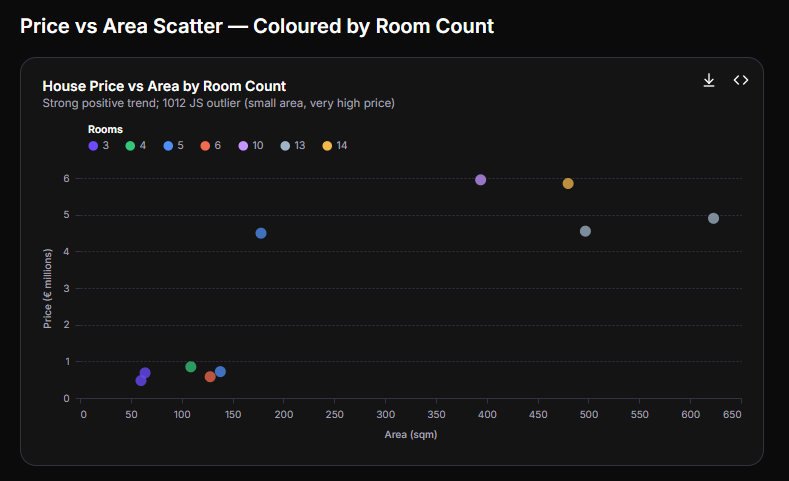 Price vs Area Scatter — Coloured by Room Count
House Price vs Area by Room Count
Strong positive trend; 1012 JS outlier (small area, very high price)
Rooms
3 4 5 6 10 13 14
6
5
4
3
2
1
0
Price (€ millions)
0 50 100 150 200 250 300 350 400 450 500 550 600 650
Area (sqm)